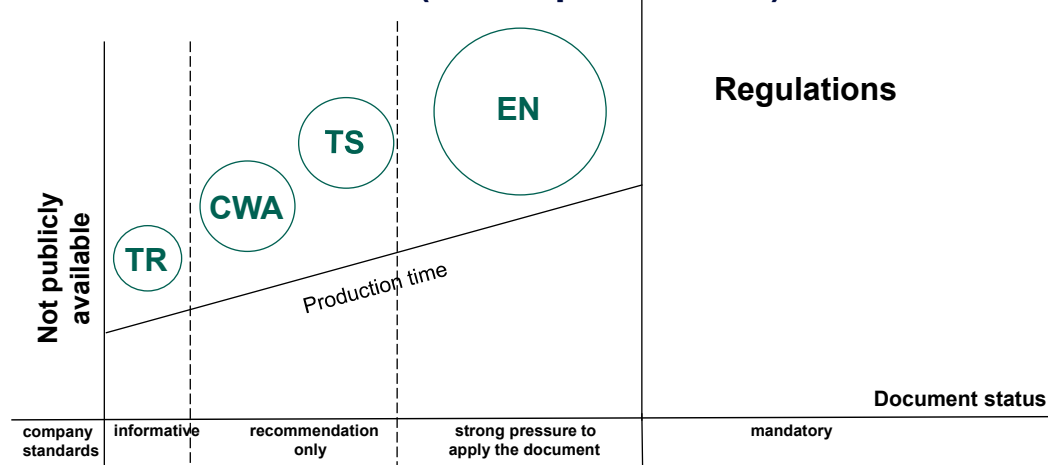 Regulations
EN
TS
CWA
TR
Not publicly
available
Production time
Document status
company
standards
informative
recommendation
only
strong pressure to
apply the document
mandatory